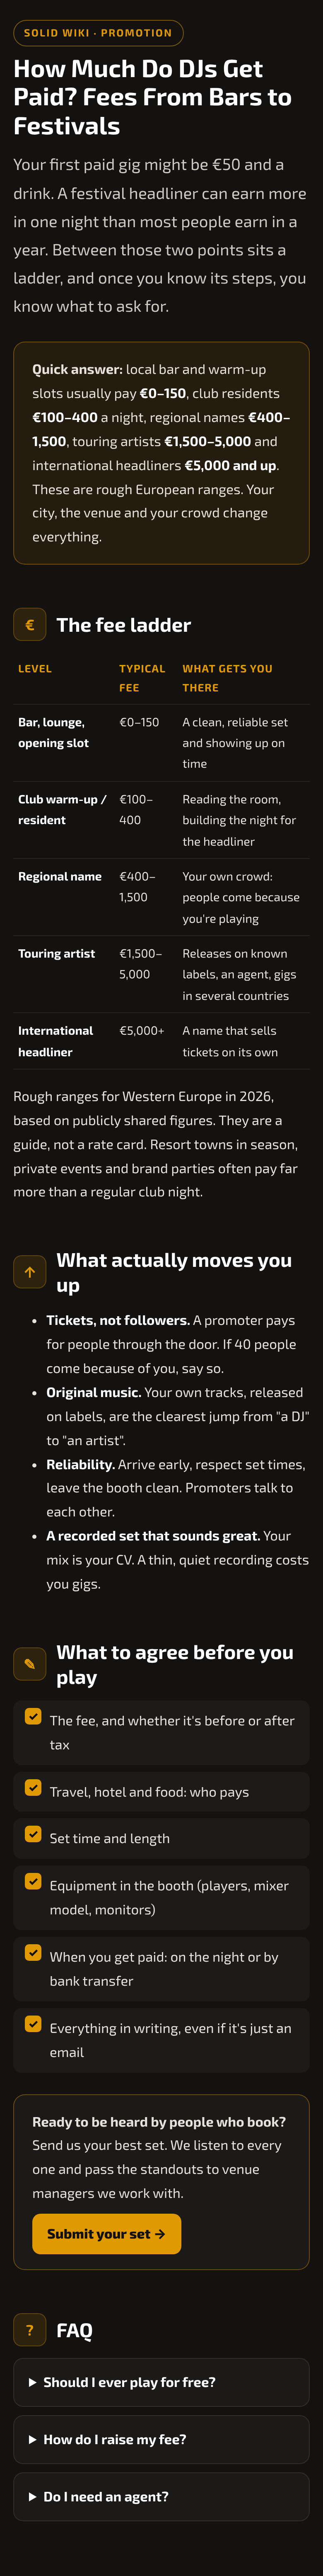 SOLID WIKI · PROMOTION
How Much Do DJs Get
Paid? Fees From Bars to
Festivals
Your first paid gig might be €50 and a
drink. A festival headliner can earn more
in one night than most people earn in a
year. Between those two points sits a
ladder, and once you know its steps, you
know what to ask for.
Quick answer: local bar and warm-up
slots usually pay €0–150, club residents
€100–400 a night, regional names €400–
1,500, touring artists €1,500–5,000 and
international headliners €5,000 and up.
These are rough European ranges. Your
city, the venue and your crowd change
everything.
€ The fee ladder
LEVEL TYPICAL WHAT GETS YOU
FEE THERE
Bar, lounge, €0–150 A clean, reliable set
opening slot and showing up on
time
Club warm-up / €100– Reading the room,
resident 400 building the night for
the headliner
Regional name €400– Your own crowd:
1,500 people come because
you're playing
Touring artist €1,500– Releases on known
5,000 labels, an agent, gigs
in several countries
International €5,000+ A name that sells
headliner tickets on its own
Rough ranges for Western Europe in 2026,
based on publicly shared figures. They are a
guide, not a rate card. Resort towns in season,
private events and brand parties often pay far
more than a regular club night.
↑ What actually moves you
up
• Tickets, not followers. A promoter pays
for people through the door. If 40 people
come because of you, say so.
• Original music. Your own tracks, released
on labels, are the clearest jump from "a DJ"
to "an artist".
• Reliability. Arrive early, respect set times,
leave the booth clean. Promoters talk to
each other.
• A recorded set that sounds great. Your
mix is your CV. A thin, quiet recording costs
you gigs.
✎ What to agree before you
play
The fee, and whether it's before or after
tax
Travel, hotel and food: who pays
Set time and length
Equipment in the booth (players, mixer
model, monitors)
When you get paid: on the night or by
bank transfer
Everything in writing, even if it's just an
email
Ready to be heard by people who book?
Send us your best set. We listen to every
one and pass the standouts to venue
managers we work with.
Submit your set →
? FAQ
▶ Should I ever play for free?
▶ How do I raise my fee?
▶ Do I need an agent?